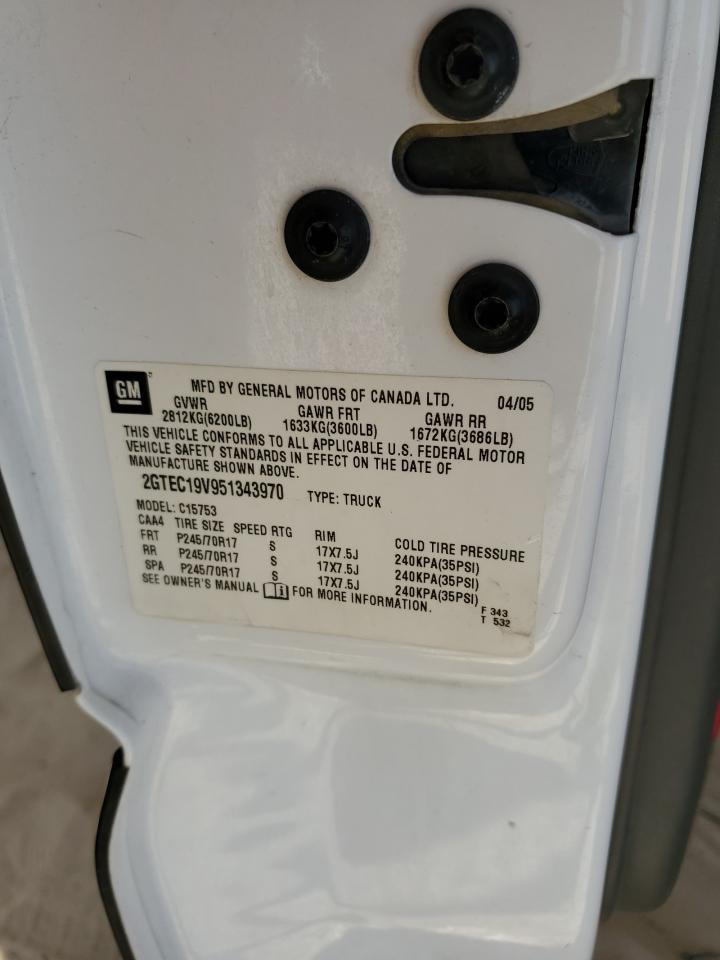 GM MFD BY GENERAL MOTORS OF CANADA LTD. 04/05
GVWR GAWR FRT GAWR RR
2812KG(6200LB) 1633KG(3600LB) 1672KG(3686LB)
THIS VEHICLE CONFORMS TO ALL APPLICABLE U.S. FEDERAL MOTOR
VEHICLE SAFETY STANDARDS IN EFFECT ON THE DATE OF
MANUFACTURE SHOWN ABOVE.
2GTEC19V951343970 TYPE: TRUCK
MODEL: C15753
CAA4 TIRE SIZE SPEED RTG RIM COLD TIRE PRESSURE
FRT P245/70R17 S 17X7.5J 240KPA(35PSI)
RR P245/70R17 S 17X7.5J 240KPA(35PSI)
SPA P245/70R17 S 17X7.5J 240KPA(35PSI)
SEE OWNER'S MANUAL FOR MORE INFORMATION.
F 343
T 532